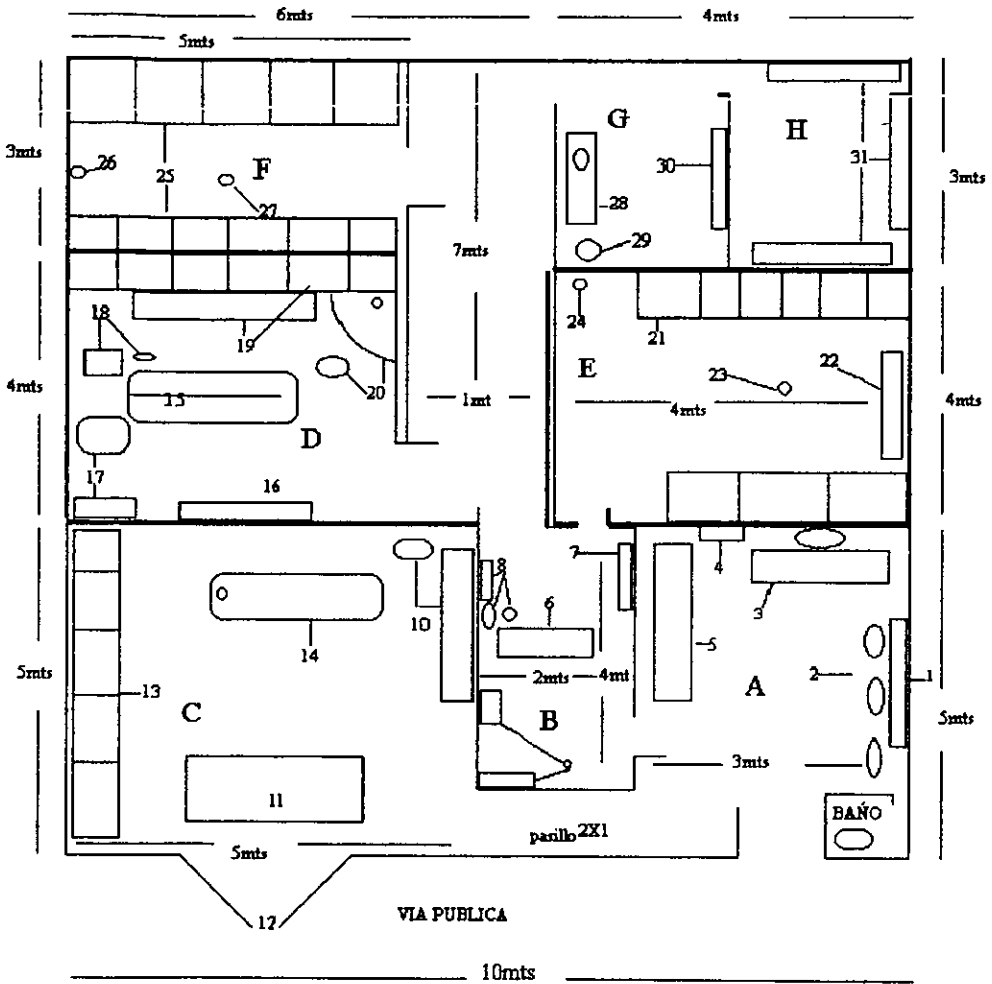 6mts
4mts
5mts
G
H
3mts
26
25
F
27
30
28
31
3mts
29
7mts
18
19
24
21
E
23
22
4mts
15
20
1mt
4mts
4mts
D
17
16
7
4
8
6
3
10
5
14
5mts
13
2mts
4mt
A
2
1
C
B
5mts
3mts
11
BAÑO
pasillo 2X1
5mts
12
VIA PUBLICA
10mts